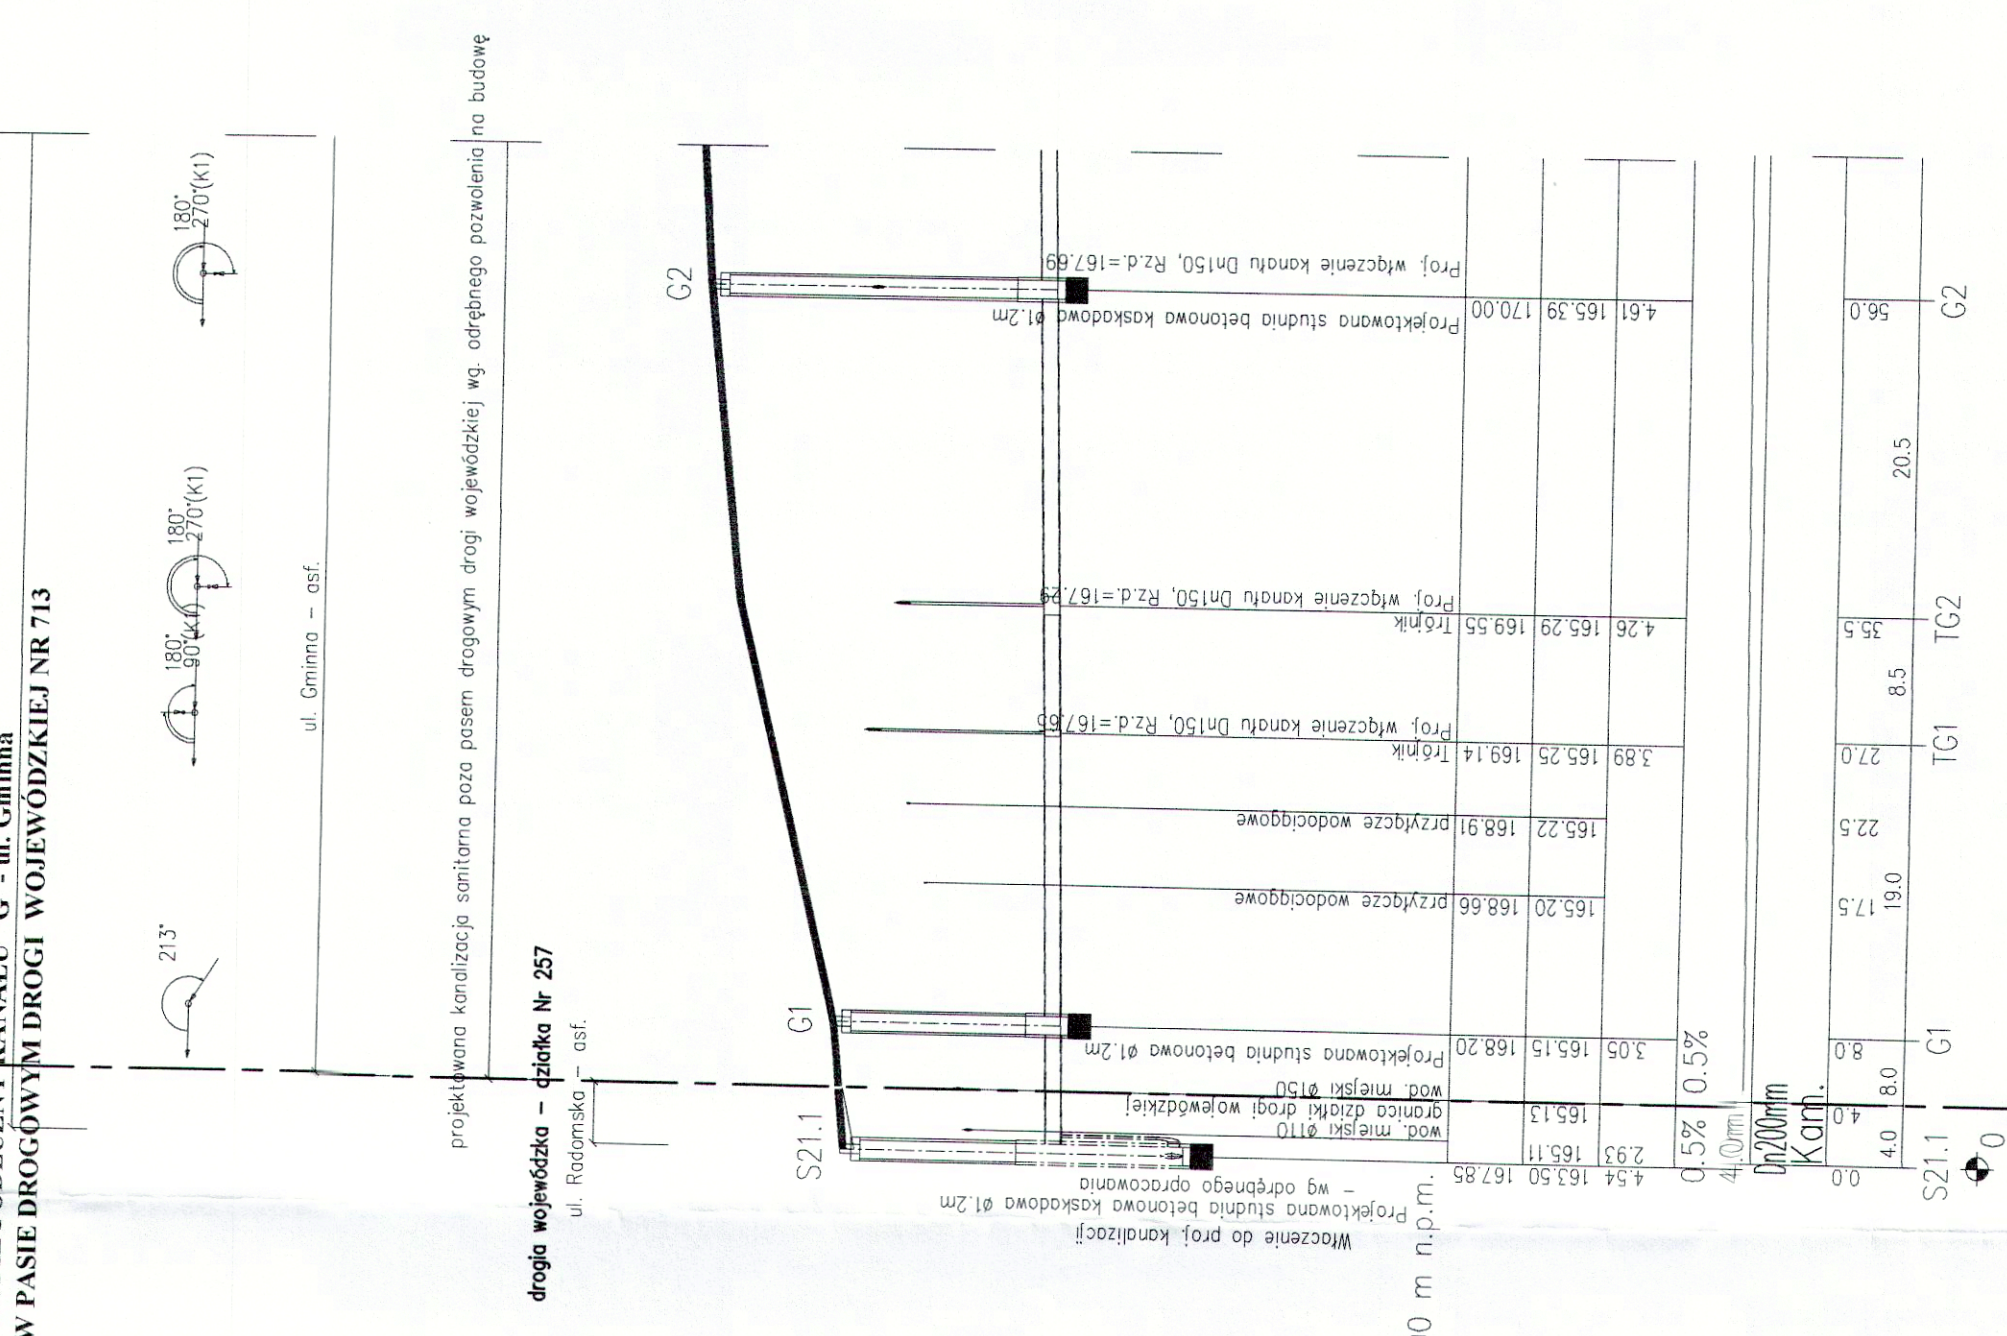 W PASIE DROGOWYM DROGI WOJEWÓDZKIEJ NR 713
213°
180°
90°(K1)
180°
270°(K1)
180°
270°(K1)
ul. Gminna – asf.
projektowana kanalizacja sanitarna poza pasem drogowym drogi wojewódzkiej wg. odrębnego pozwolenia na budowę
drogia wojewódzka – działka Nr 257
ul. Radomska – asf.
S21.1
G1
G2
Włączenie do proj. kanalizacji
Projektowana studnia betonowa kaskadowa ø1.2m
– wg odrębnego opracowania
wod. miejski ø110
granica działki drogi wojewódzkiej
wod. miejski ø150
Projektowana studnia betonowa ø1.2m
przyłącze wodociągowe
przyłącze wodociągowe
Trójnik
Proj. włączenie kanału Dn150, Rz.d.=167.65
Trójnik
Proj. włączenie kanału Dn150, Rz.d.=167.29
Projektowana studnia betonowa kaskadowa ø1.2m
Proj. włączenie kanału Dn150, Rz.d.=167.69
m n.p.m.
167.85 168.20 168.66 168.91 169.14 169.55 170.00
163.50 165.11 165.13 165.15 165.20 165.22 165.25 165.29 165.39
4.54 2.93 3.05 3.89 4.26 4.61
0.5% 0.5%
Dn200mm
Kam.
0.0 4.0 8.0 17.5 22.5 27.0 35.5 56.0
4.0 8.0 19.0 8.5 20.5
S21.1 G1 TG1 TG2 G2
0